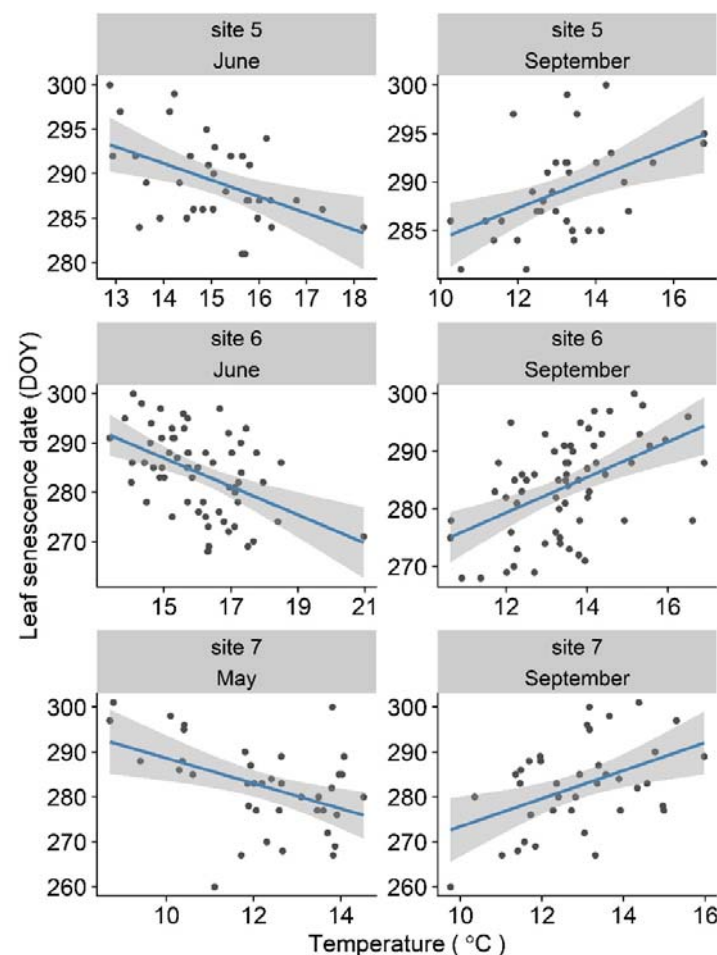 site 5
June
site 5
September
300
295
290
285
280
13 14 15 16 17 18
300
295
290
285
10 12 14 16
site 6
June
site 6
September
300
290
280
270
15 17 19 21
300
290
280
270
12 14 16
site 7
May
site 7
September
300
290
280
270
260
10 12 14
300
290
280
270
260
10 12 14 16
Leaf senescence date (DOY)
Temperature ( °C)